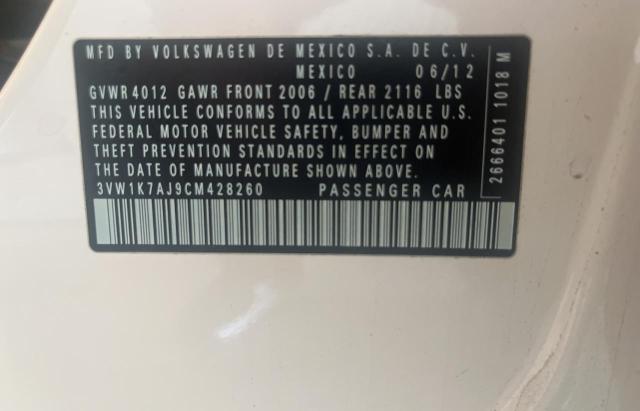 MFD BY VOLKSWAGEN DE MEXICO S.A. DE C.V.
MEXICO 06/12
GVWR 4012 GAWR FRONT 2006 / REAR 2116 LBS
THIS VEHICLE CONFORMS TO ALL APPLICABLE U.S.
FEDERAL MOTOR VEHICLE SAFETY, BUMPER AND
THEFT PREVENTION STANDARDS IN EFFECT ON
THE DATE OF MANUFACTURE SHOWN ABOVE.
3VW1K7AJ9CM428260 PASSENGER CAR
2666401 1018 M